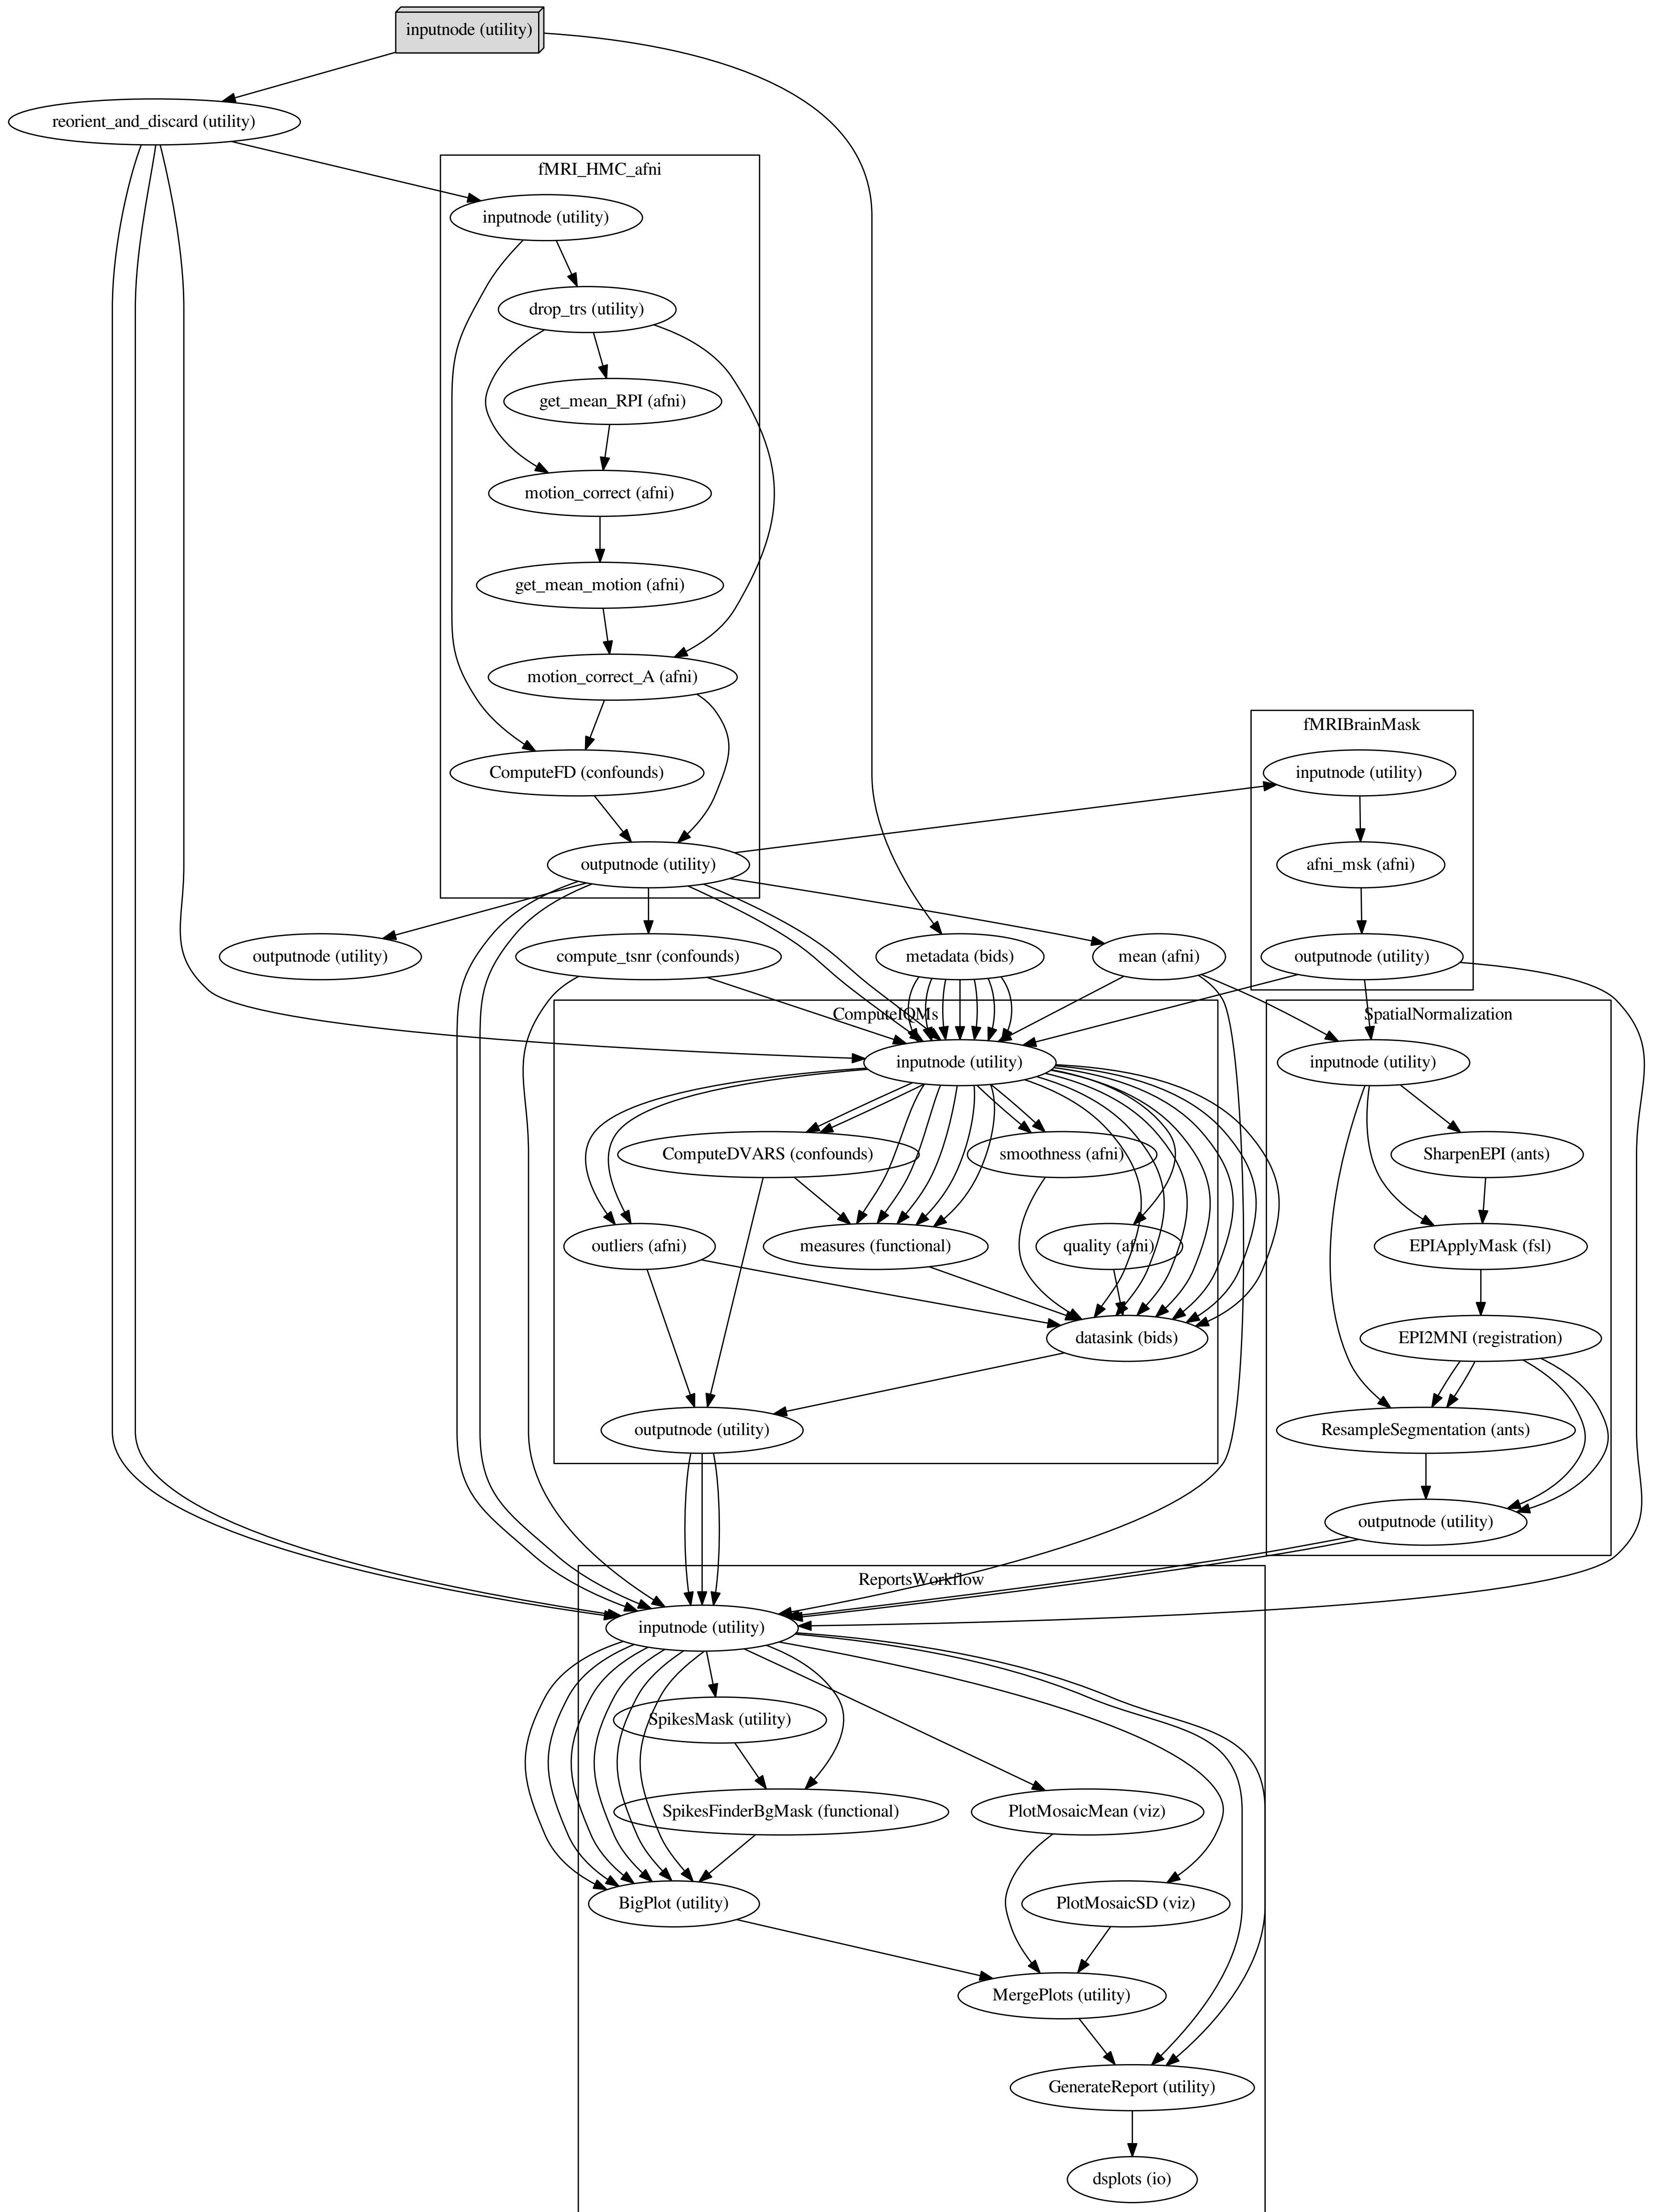 inputnode (utility)
reorient_and_discard (utility)
fMRI_HMC_afni
inputnode (utility)
drop_trs (utility)
get_mean_RPI (afni)
motion_correct (afni)
get_mean_motion (afni)
motion_correct_A (afni)
fMRIBrainMask
ComputeFD (confounds)
inputnode (utility)
outputnode (utility)
afni_msk (afni)
outputnode (utility)
compute_tsnr (confounds)
metadata (bids)
mean (afni)
outputnode (utility)
ComputeIQMs
SpatialNormalization
inputnode (utility)
inputnode (utility)
ComputeDVARS (confounds)
smoothness (afni)
SharpenEPI (ants)
outliers (afni)
measures (functional)
quality (afni)
EPIApplyMask (fsl)
datasink (bids)
EPI2MNI (registration)
outputnode (utility)
ResampleSegmentation (ants)
outputnode (utility)
ReportsWorkflow
inputnode (utility)
SpikesMask (utility)
SpikesFinderBgMask (functional)
PlotMosaicMean (viz)
BigPlot (utility)
PlotMosaicSD (viz)
MergePlots (utility)
GenerateReport (utility)
dsplots (io)